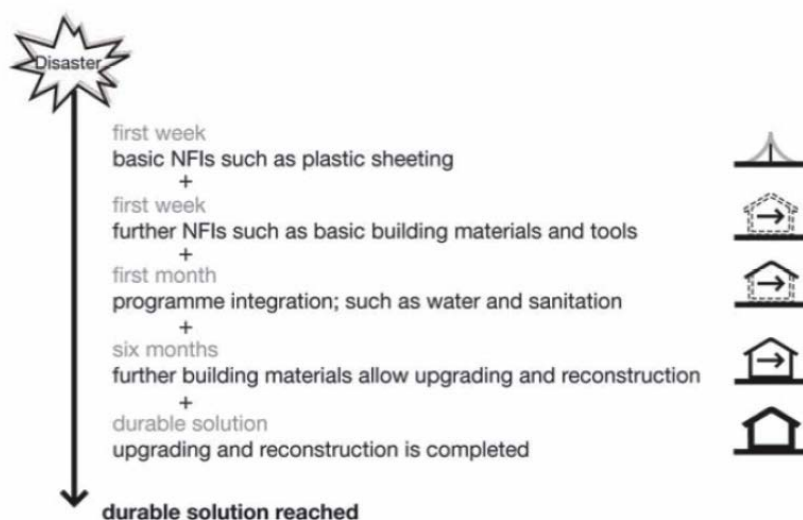 Disaster
first week
basic NFIs such as plastic sheeting
+
first week
further NFIs such as basic building materials and tools
+
first month
programme integration; such as water and sanitation
+
six months
further building materials allow upgrading and reconstruction
+
durable solution
upgrading and reconstruction is completed
durable solution reached